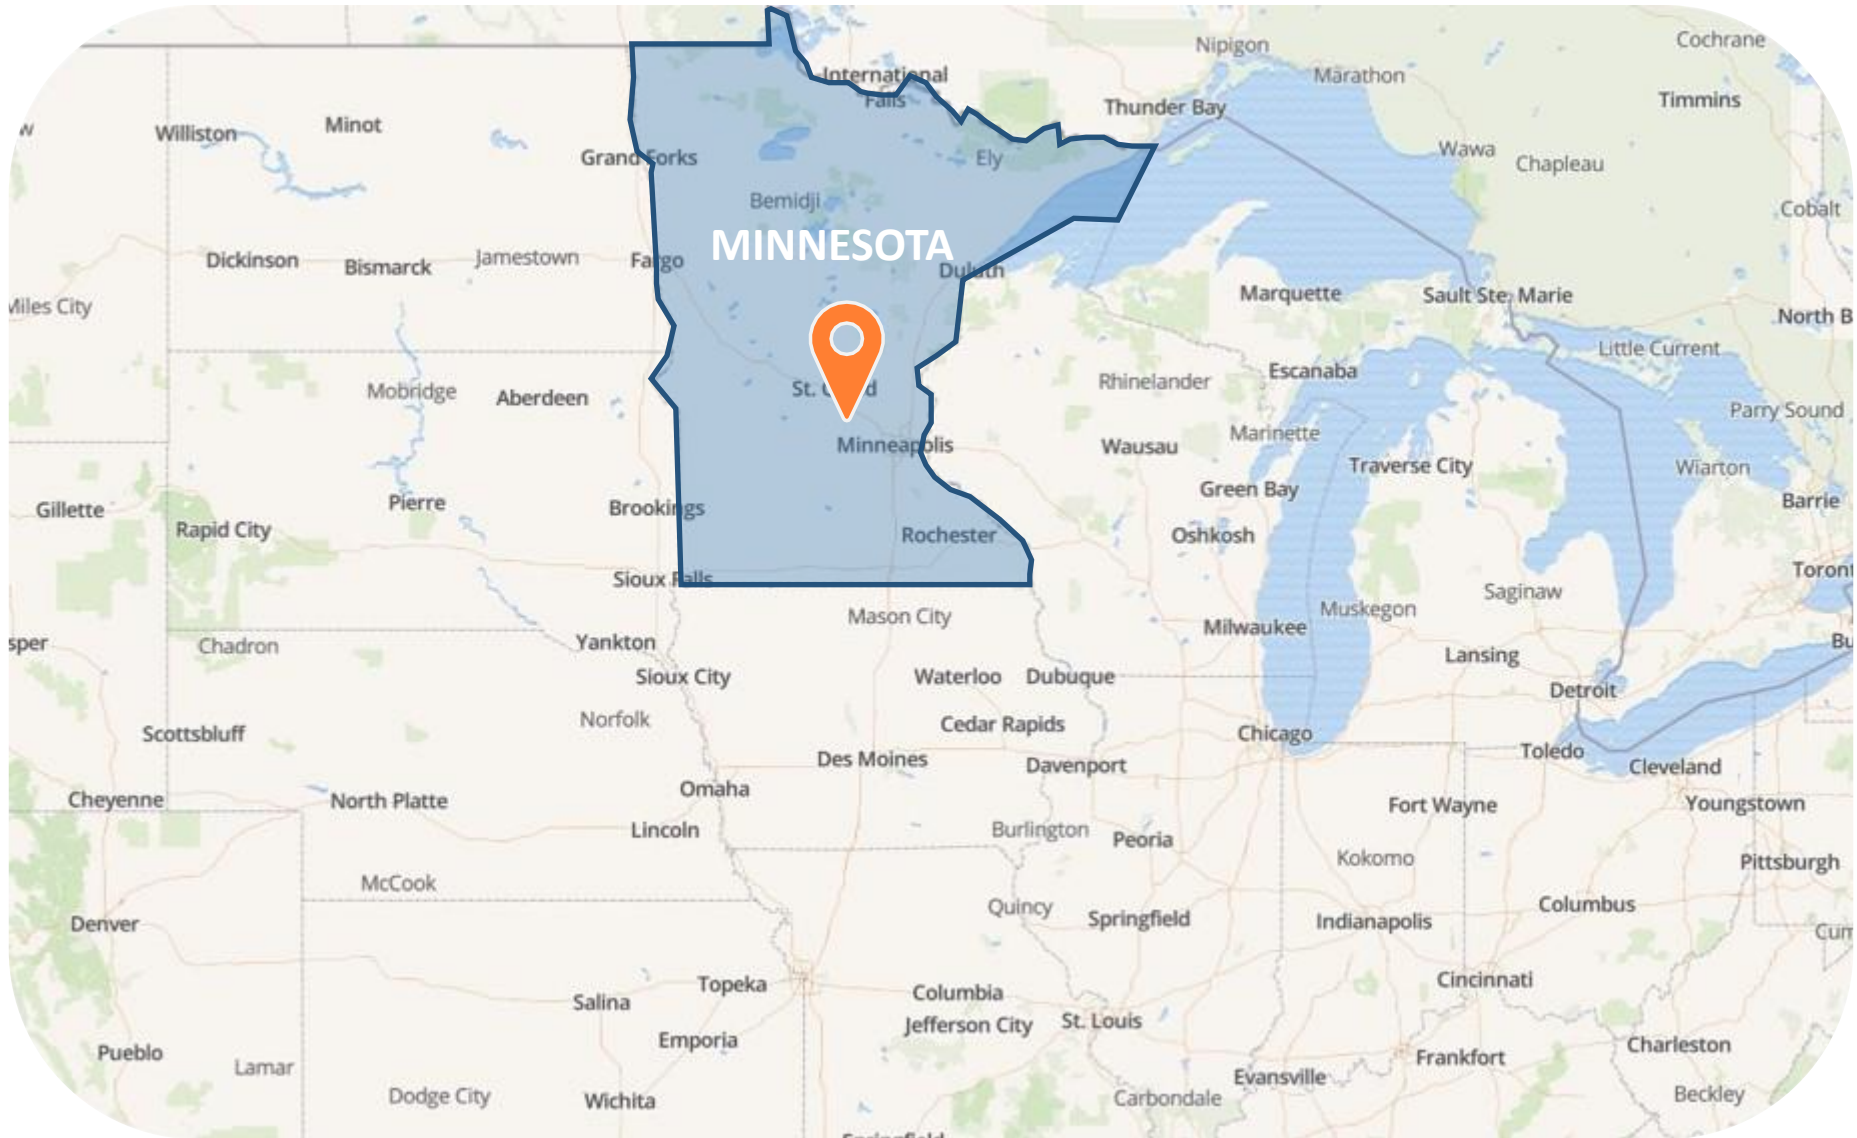 Cochrane
Nipigon
International
Falls
Marathon
Thunder Bay
Timmins
Williston
Minot
Grand Forks
Ely
Wawa
Chapleau
Bemidji
Cobalt
MINNESOTA
Dickinson
Bismarck
Jamestown
Fargo
Duluth
Miles City
Marquette
Sault Ste. Marie
North B
Little Current
Mobridge
Aberdeen
Rhinelander
Escanaba
Parry Sound
Minneapolis
Wausau
Marinette
Traverse City
Wiarton
Gillette
Rapid City
Pierre
Brookings
Green Bay
Barrie
Rochester
Oshkosh
Sioux Falls
Toront
Saginaw
Mason City
Muskegon
Milwaukee
sper
Chadron
Yankton
Bu
Lansing
Sioux City
Waterloo
Dubuque
Detroit
Norfolk
Cedar Rapids
Scottsbluff
Chicago
Des Moines
Davenport
Toledo
Cleveland
Omaha
Cheyenne
North Platte
Fort Wayne
Youngstown
Lincoln
Burlington
Peoria
Kokomo
Pittsburgh
McCook
Quincy
Springfield
Indianapolis
Columbus
Denver
Cum
Topeka
Salina
Columbia
Cincinnati
Jefferson City
St. Louis
Emporia
Pueblo
Lamar
Frankfort
Charleston
Evansville
Dodge City
Wichita
Carbondale
Beckley